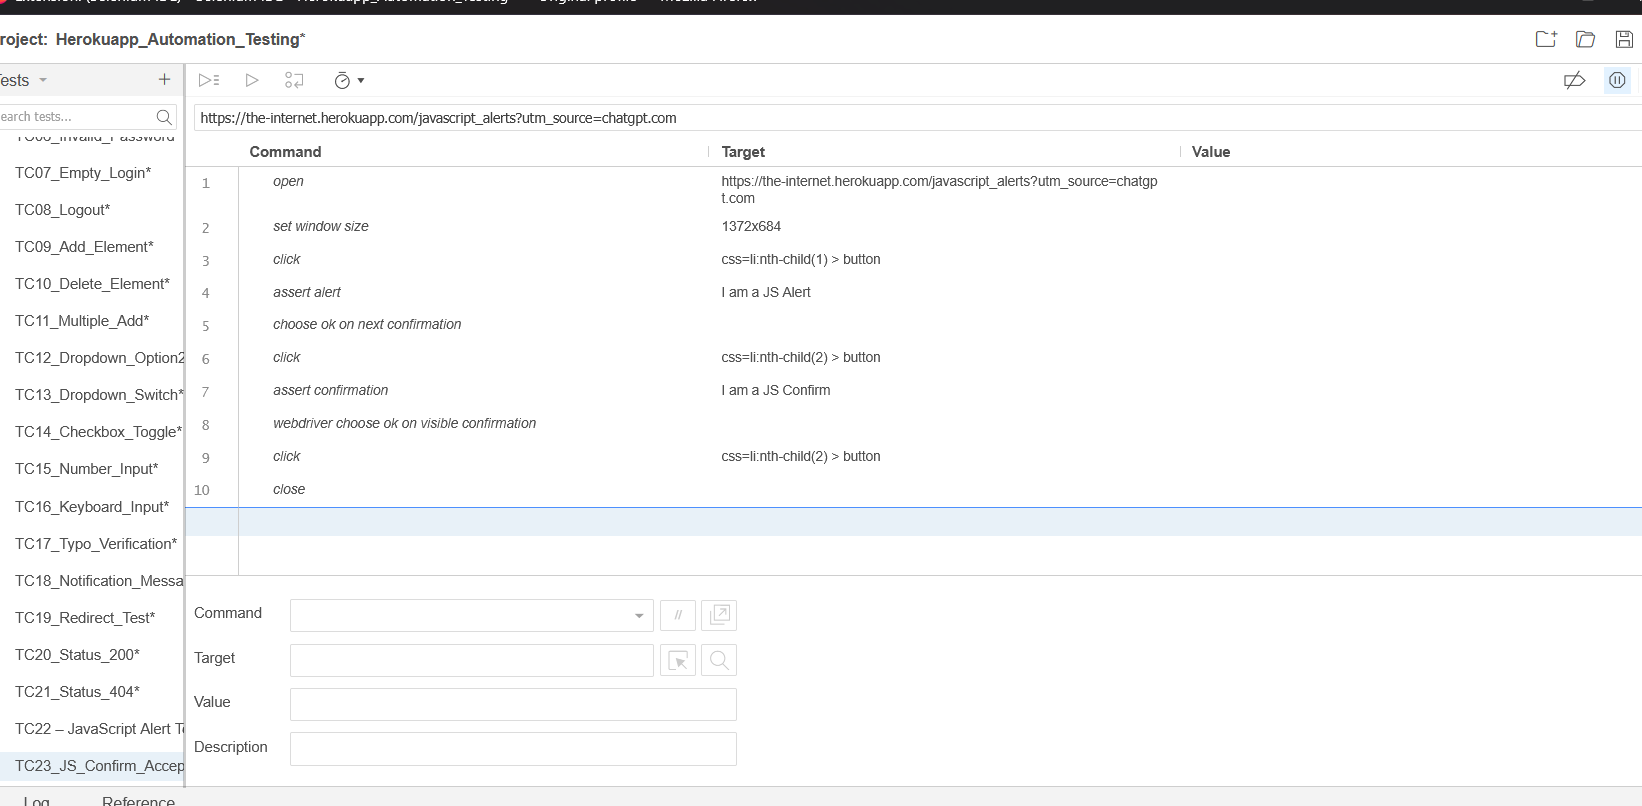 roject: Herokuapp_Automation_Testing*
ests
+
earch tests...
https://the-internet.herokuapp.com/javascript_alerts?utm_source=chatgpt.com
TC07_Empty_Login*
TC08_Logout*
TC09_Add_Element*
TC10_Delete_Element*
TC11_Multiple_Add*
TC12_Dropdown_Option2
TC13_Dropdown_Switch*
TC14_Checkbox_Toggle*
TC15_Number_Input*
TC16_Keyboard_Input*
TC17_Typo_Verification*
TC18_Notification_Messa
TC19_Redirect_Test*
TC20_Status_200*
TC21_Status_404*
TC22 – JavaScript Alert Te
TC23_JS_Confirm_Accep
Command Target Value
1 open https://the-internet.herokuapp.com/javascript_alerts?utm_source=chatgp
t.com
2 set window size 1372x684
3 click css=li:nth-child(1) > button
4 assert alert I am a JS Alert
5 choose ok on next confirmation
6 click css=li:nth-child(2) > button
7 assert confirmation I am a JS Confirm
8 webdriver choose ok on visible confirmation
9 click css=li:nth-child(2) > button
10 close
Command
//
Target
Value
Description
Log Reference